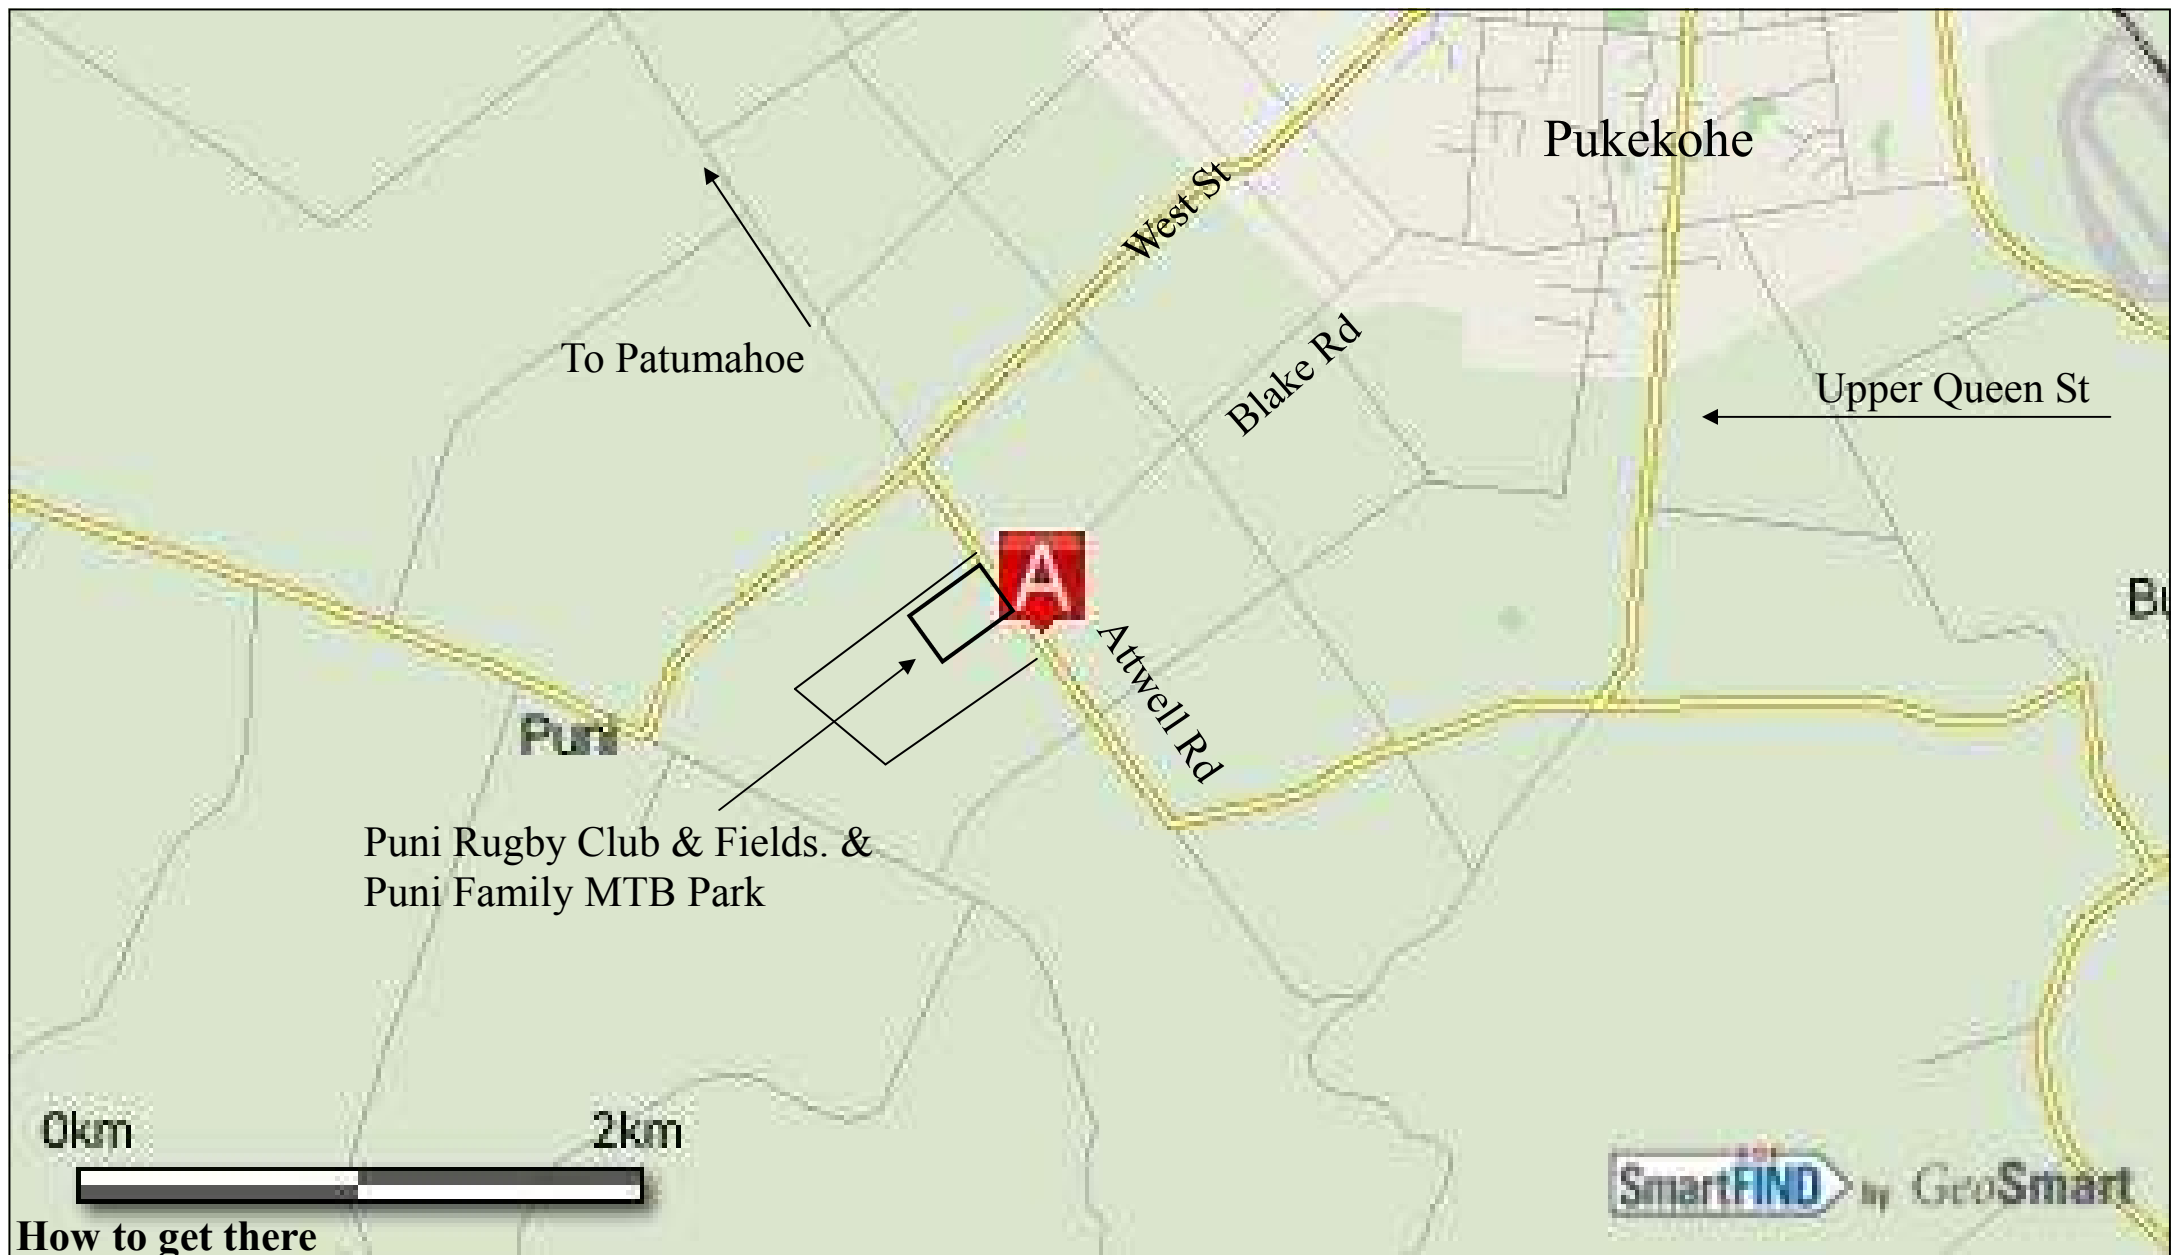 Pukekohe
West St
To Patumahoe
Blake Rd
Upper Queen St
A
Bu
Attwell Rd
Puni
Puni Rugby Club & Fields. &
Puni Family MTB Park
0km 2km
SmartFIND by GeoSmart
How to get there